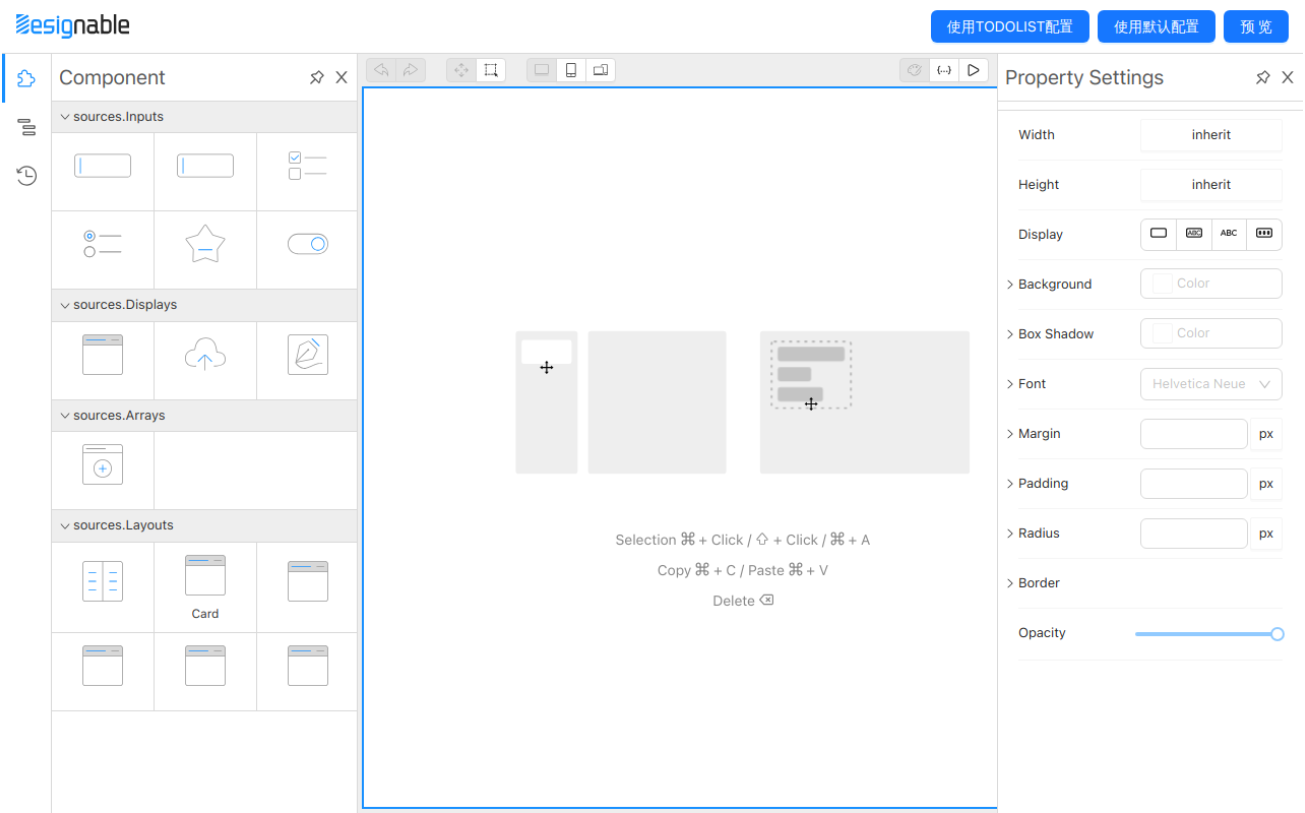 Designable
使用TODOLIST配置
使用默认配置
预 览
Component
sources.Inputs
sources.Displays
sources.Arrays
sources.Layouts
Card
{...}
Selection ⌘ + Click / ⇧ + Click / ⌘ + A
Copy ⌘ + C / Paste ⌘ + V
Delete ⌫
Property Settings
Width inherit
Height inherit
Display ABC ABC
Background Color
Box Shadow Color
Font Helvetica Neue
Margin px
Padding px
Radius px
Border
Opacity